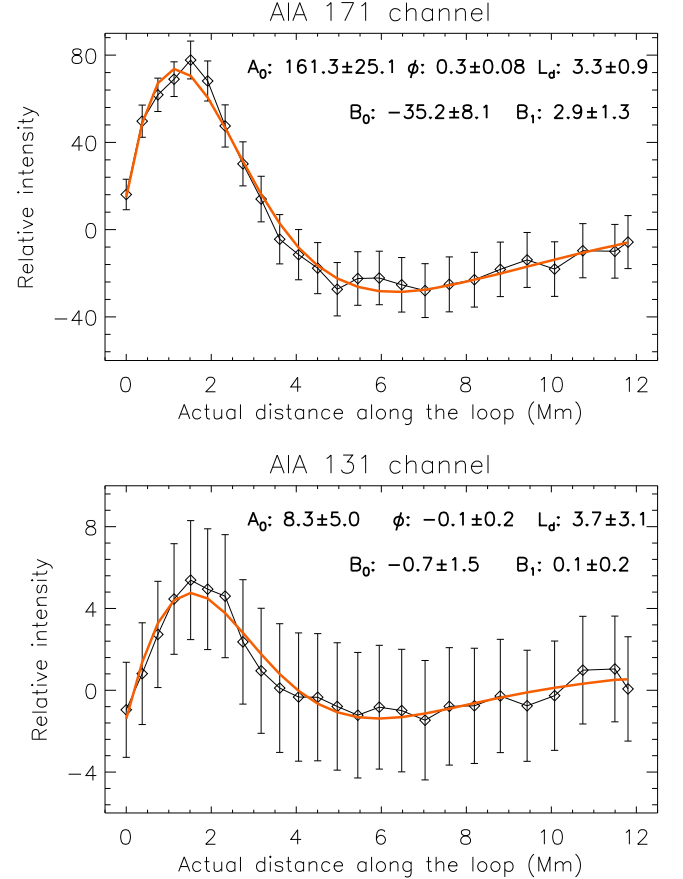 AIA 171 channel
A₀: 161.3±25.1 ϕ: 0.3±0.08 L_d: 3.3±0.9
B₀: −35.2±8.1 B₁: 2.9±1.3
80
40
0
−40
Relative intensity
0 2 4 6 8 10 12
Actual distance along the loop (Mm)
AIA 131 channel
A₀: 8.3±5.0 ϕ: −0.1±0.2 L_d: 3.7±3.1
B₀: −0.7±1.5 B₁: 0.1±0.2
8
4
0
−4
Relative intensity
0 2 4 6 8 10 12
Actual distance along the loop (Mm)